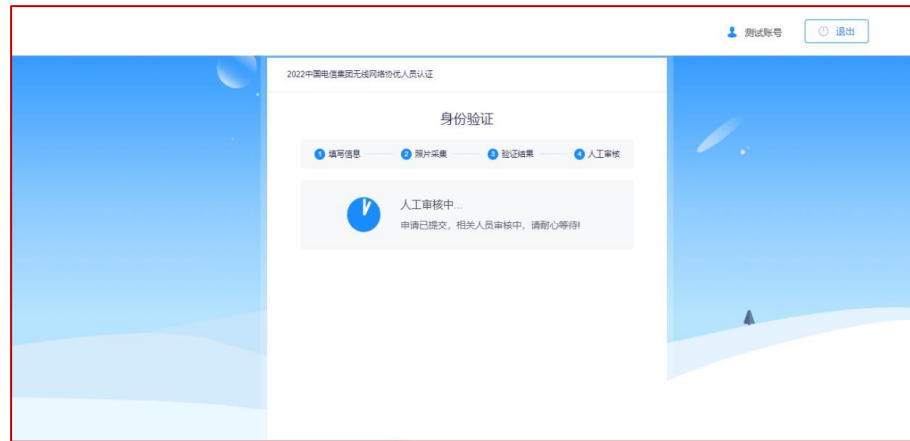 测试账号 退出
2022中国电信集团无线网络协优人员认证
身份验证
1 填写信息 2 照片采集 3 验证结果 4 人工审核
人工审核中...
申请已提交，相关人员审核中，请耐心等待!